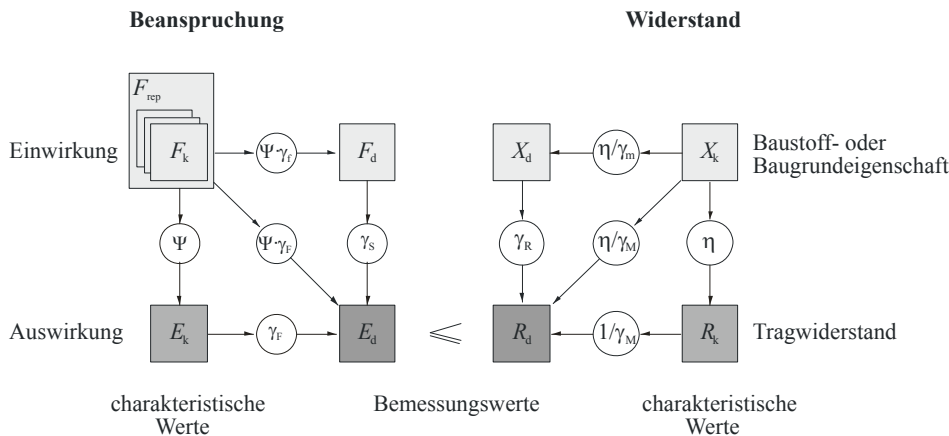 Beanspruchung
Widerstand
F_rep
Einwirkung
F_k
Ψ·γ_f
F_d
X_d
η/γ_m
X_k
Baustoff- oder
Baugrundeigenschaft
Ψ
Ψ·γ_F
γ_S
γ_R
η/γ_M
η
Auswirkung
E_k
γ_F
E_d
≤
R_d
1/γ_M
R_k
Tragwiderstand
charakteristische
Werte
Bemessungswerte
charakteristische
Werte